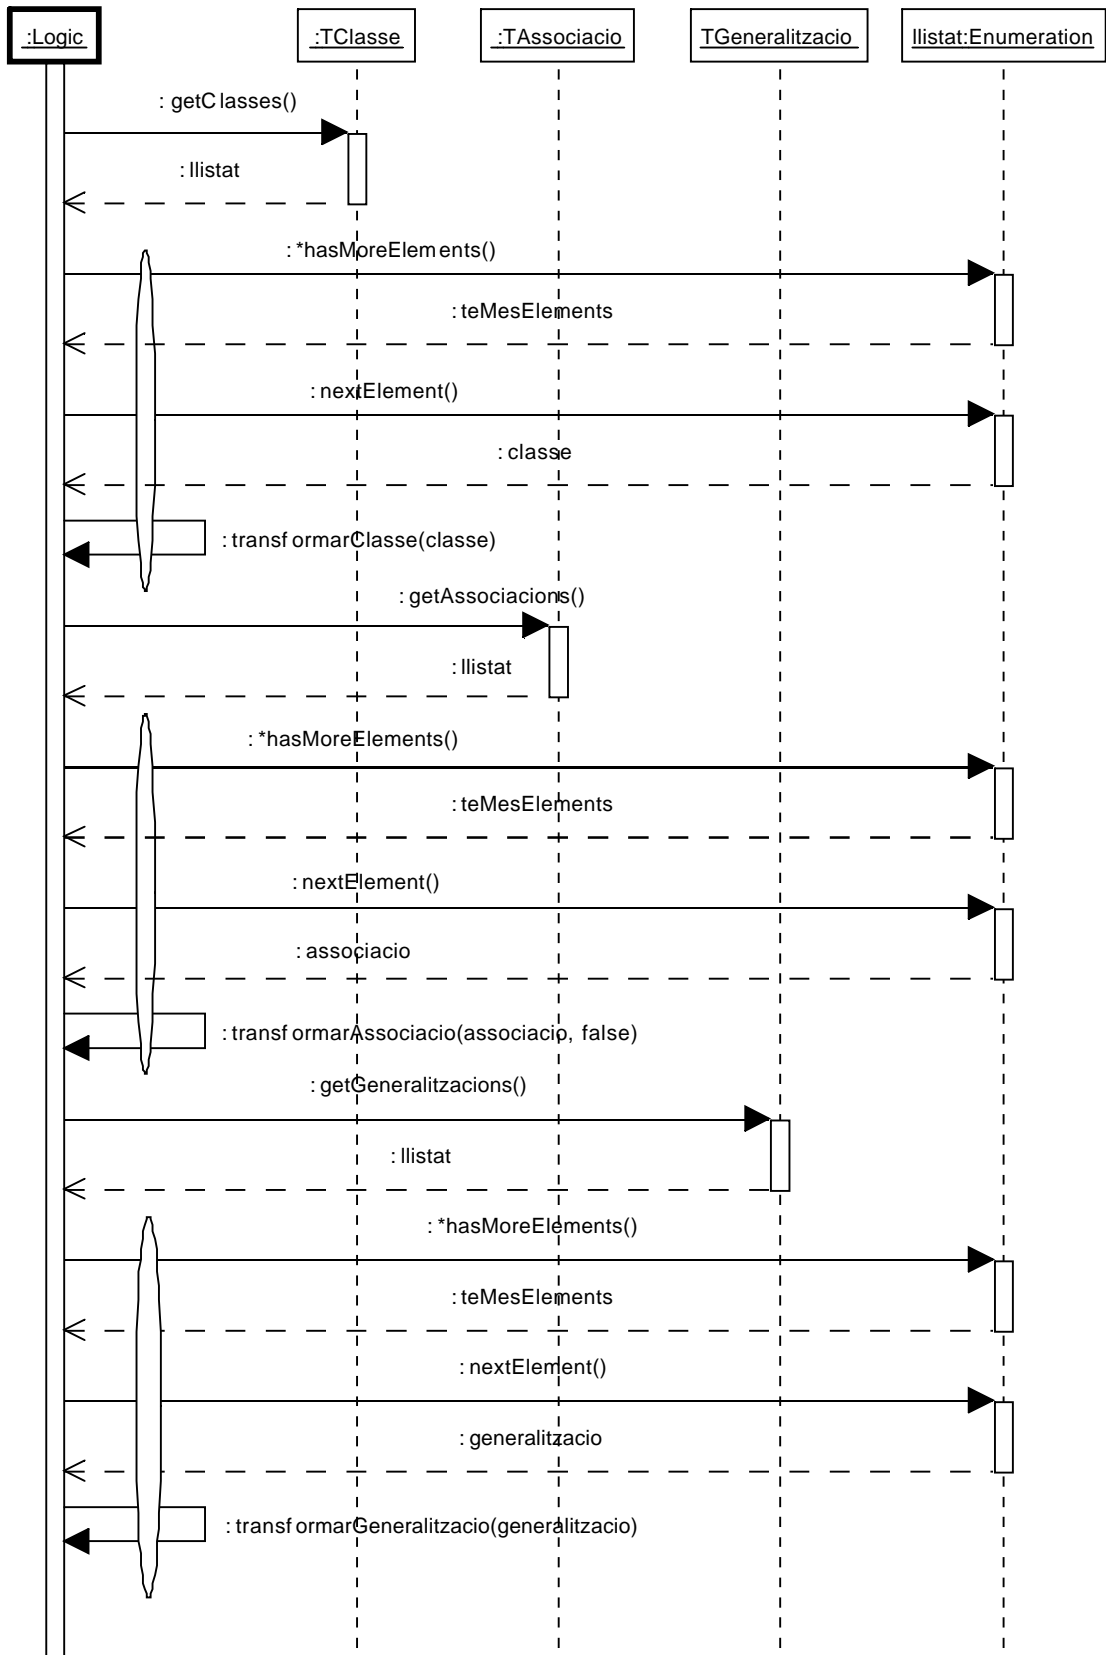 :Logic
:TClasse
:TAssociacio
TGeneralitzacio
llistat:Enumeration
: getClasses()
: llistat
: *hasMoreElements()
: teMesElements
: nextElement()
: classe
: transformarClasse(classe)
: getAssociacions()
: llistat
: *hasMoreElements()
: teMesElements
: nextElement()
: associacio
: transformarAssociacio(associacio, false)
: getGeneralitzacions()
: llistat
: *hasMoreElements()
: teMesElements
: nextElement()
: generalitzacio
: transformarGeneralitzacio(generalitzacio)